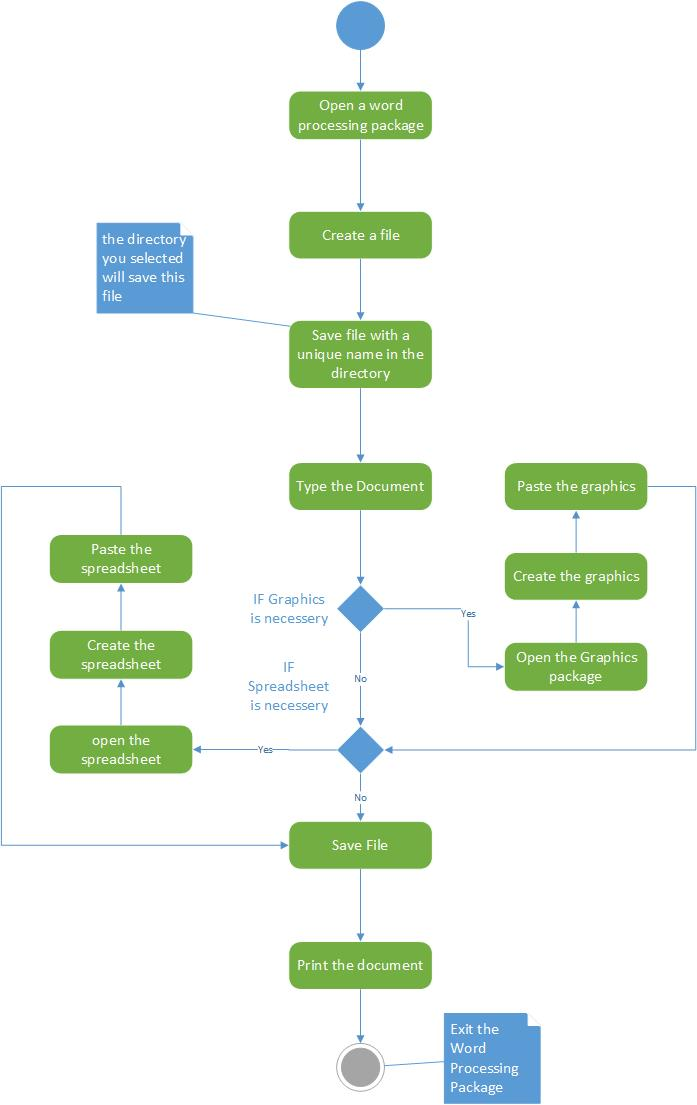 Open a word
processing package
Create a file
the directory
you selected
will save this
file
Save file with a
unique name in the
directory
Type the Document
Paste the graphics
Paste the
spreadsheet
Create the graphics
IF Graphics
is necessery
Yes
Create the
spreadsheet
Open the Graphics
package
IF
Spreadsheet
is necessery
No
open the
spreadsheet
Yes
No
Save File
Print the document
Exit the
Word
Processing
Package